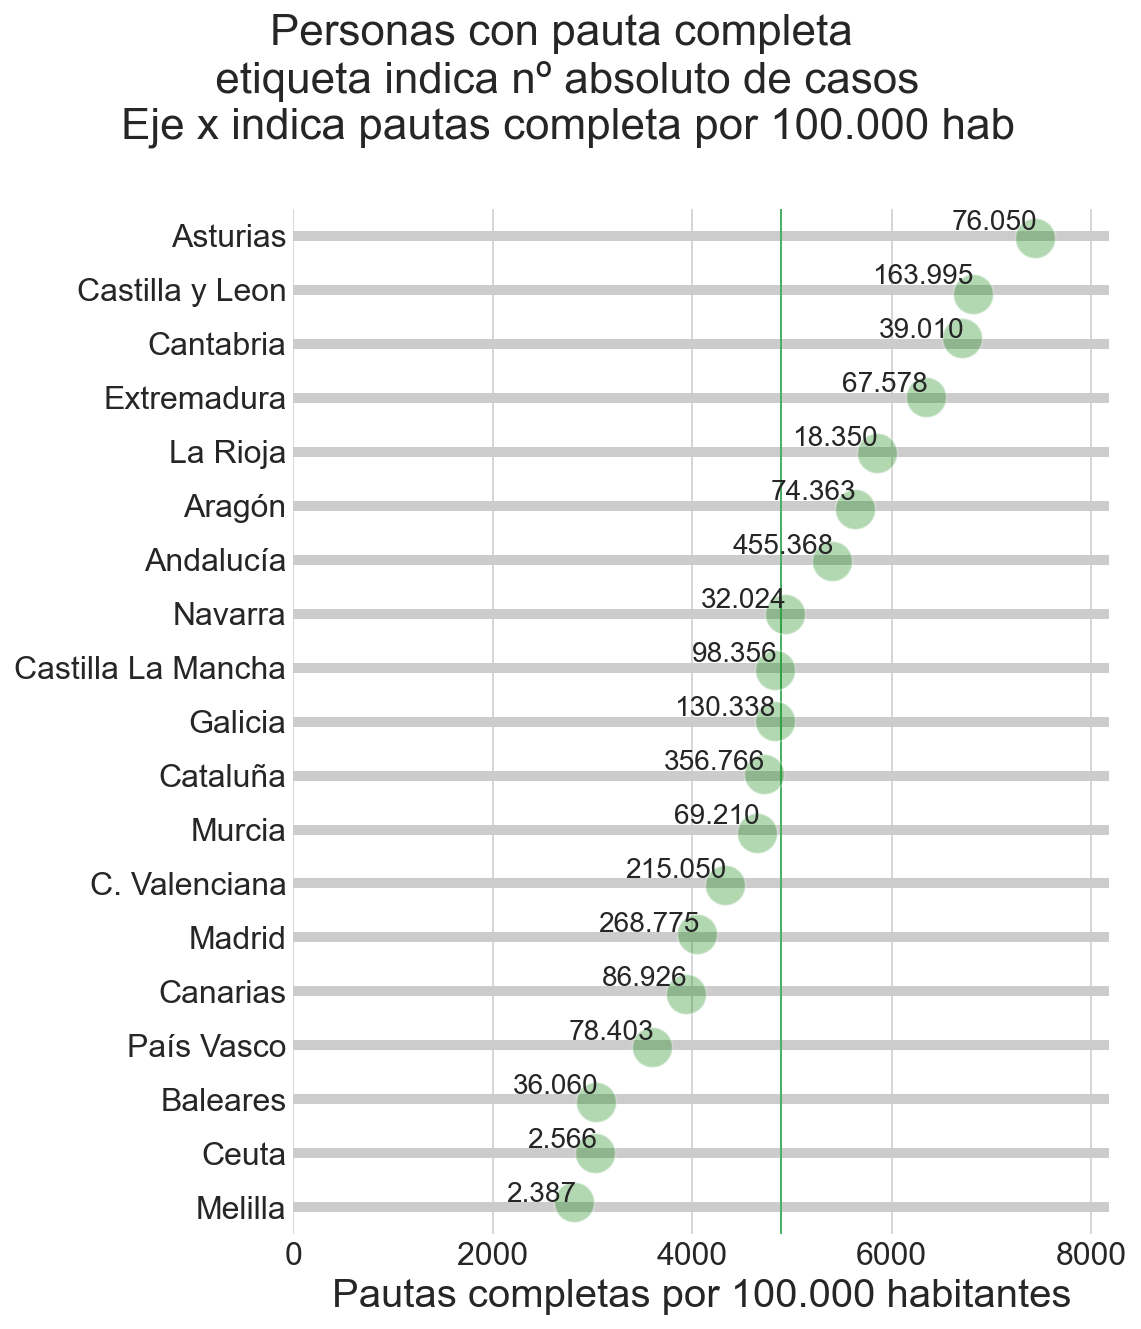 Personas con pauta completa
etiqueta indica nº absoluto de casos
Eje x indica pautas completa por 100.000 hab
Asturias 76.050
Castilla y Leon 163.995
Cantabria 39.010
Extremadura 67.578
La Rioja 18.350
Aragón 74.363
Andalucía 455.368
Navarra 32.024
Castilla La Mancha 98.356
Galicia 130.338
Cataluña 356.766
Murcia 69.210
C. Valenciana 215.050
Madrid 268.775
Canarias 86.926
País Vasco 78.403
Baleares 36.060
Ceuta 2.566
Melilla 2.387
0 2000 4000 6000 8000
Pautas completas por 100.000 habitantes